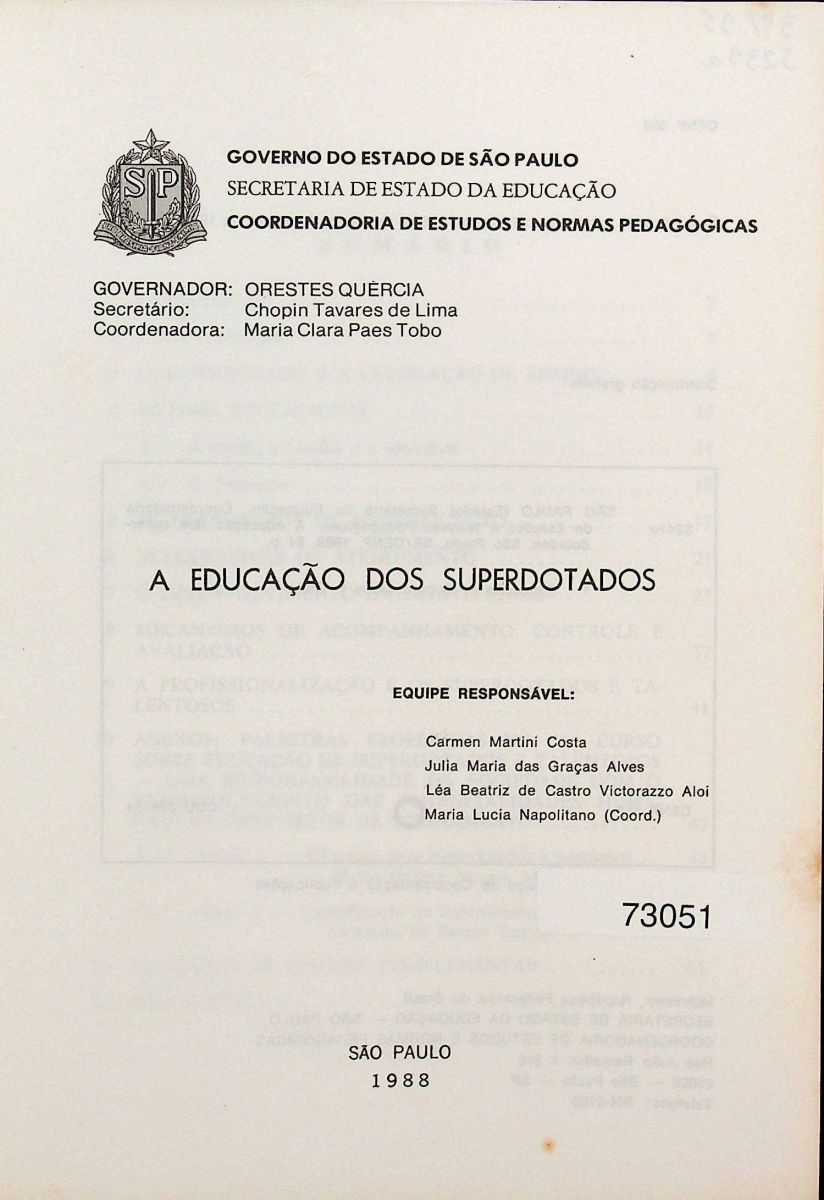 GOVERNO DO ESTADO DE SÃO PAULO
SECRETARIA DE ESTADO DA EDUCAÇÃO
COORDENADORIA DE ESTUDOS E NORMAS PEDAGÓGICAS
SP
GOVERNADOR: ORESTES QUÉRCIA
Secretário: Chopin Tavares de Lima
Coordenadora: Maria Clara Paes Tobo
A EDUCAÇÃO DOS SUPERDOTADOS
EQUIPE RESPONSÁVEL:
Carmen Martini Costa
Julia Maria das Graças Alves
Léa Beatriz de Castro Victorazzo Aloi
Maria Lucia Napolitano (Coord.)
73051
SÃO PAULO
1988